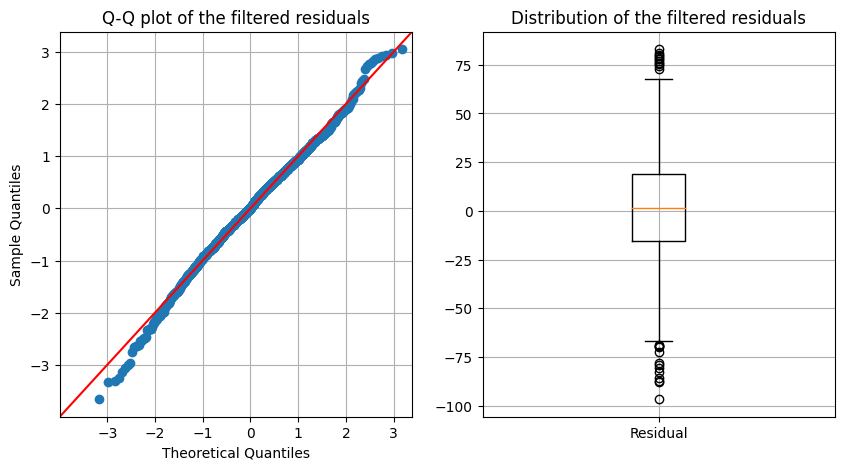 Q-Q plot of the filtered residuals
3
2
1
0
−1
−2
−3
Sample Quantiles
−3 −2 −1 0 1 2 3
Theoretical Quantiles
Distribution of the filtered residuals
75
50
25
0
−25
−50
−75
−100
Residual